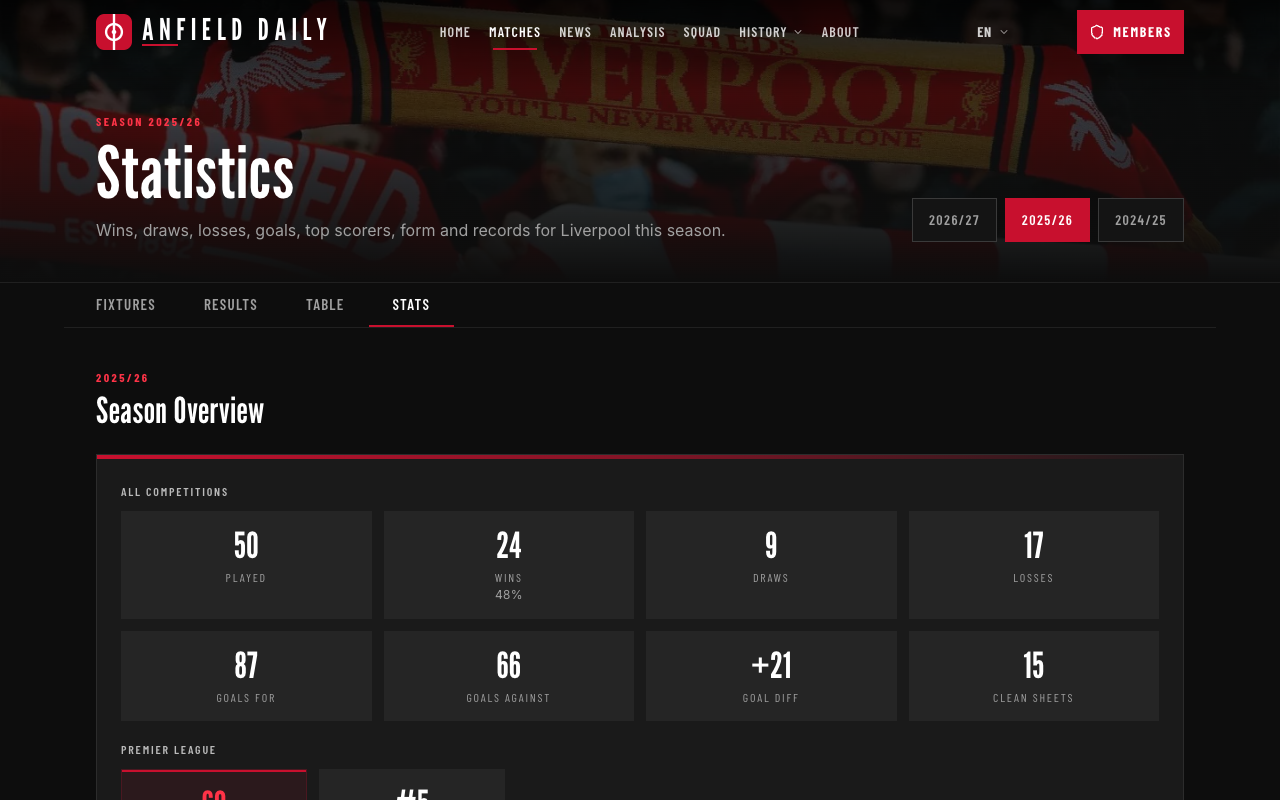 ANFIELD DAILY
HOME
MATCHES
NEWS
ANALYSIS
SQUAD
HISTORY
ABOUT
EN
MEMBERS
LIVERPOOL
YOU'LL NEVER WALK ALONE
IS ANFIELD
SEASON 2025/26
Statistics
Wins, draws, losses, goals, top scorers, form and records for Liverpool this season.
2026/27
2025/26
2024/25
FIXTURES
RESULTS
TABLE
STATS
2025/26
Season Overview
ALL COMPETITIONS
50
PLAYED
24
WINS
48%
9
DRAWS
17
LOSSES
87
GOALS FOR
66
GOALS AGAINST
+21
GOAL DIFF
15
CLEAN SHEETS
PREMIER LEAGUE
#5